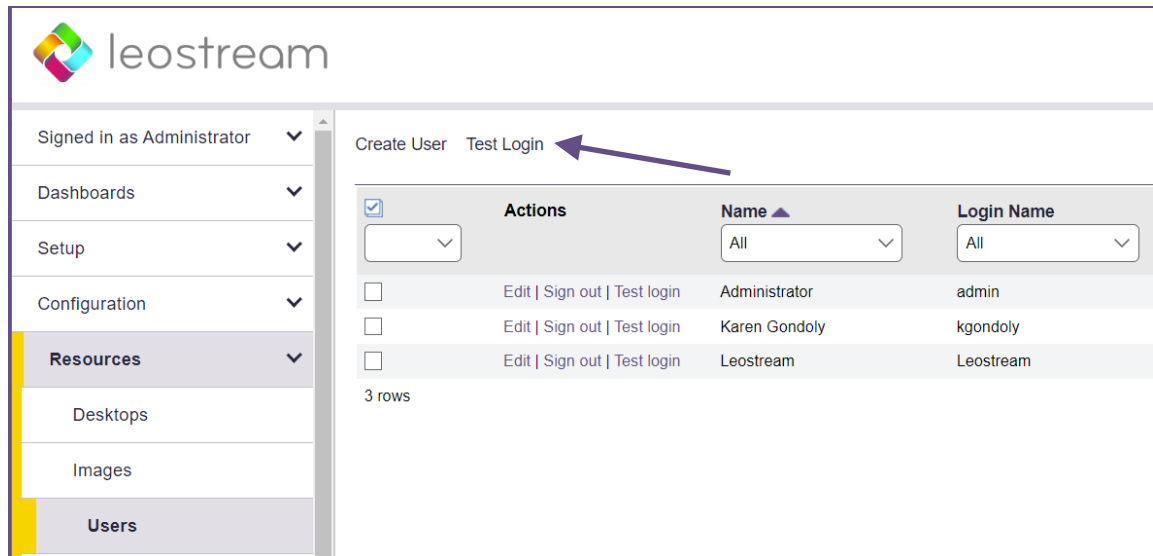 leostream
Signed in as Administrator
Dashboards
Setup
Configuration
Resources
Desktops
Images
Users
Create User Test Login
Actions Name Login Name
All All
Edit | Sign out | Test login Administrator admin
Edit | Sign out | Test login Karen Gondoly kgondoly
Edit | Sign out | Test login Leostream Leostream
3 rows